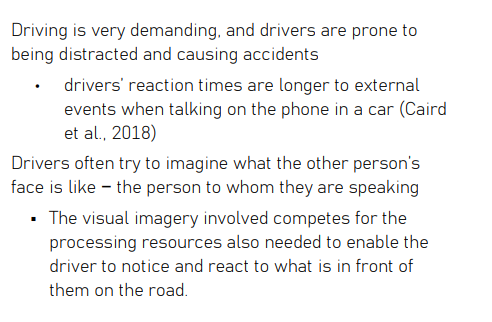 Driving is very demanding, and drivers are prone to
being distracted and causing accidents
• drivers' reaction times are longer to external
events when talking on the phone in a car (Caird
et al., 2018)
Drivers often try to imagine what the other person's
face is like – the person to whom they are speaking
▪ The visual imagery involved competes for the
processing resources also needed to enable the
driver to notice and react to what is in front of
them on the road.